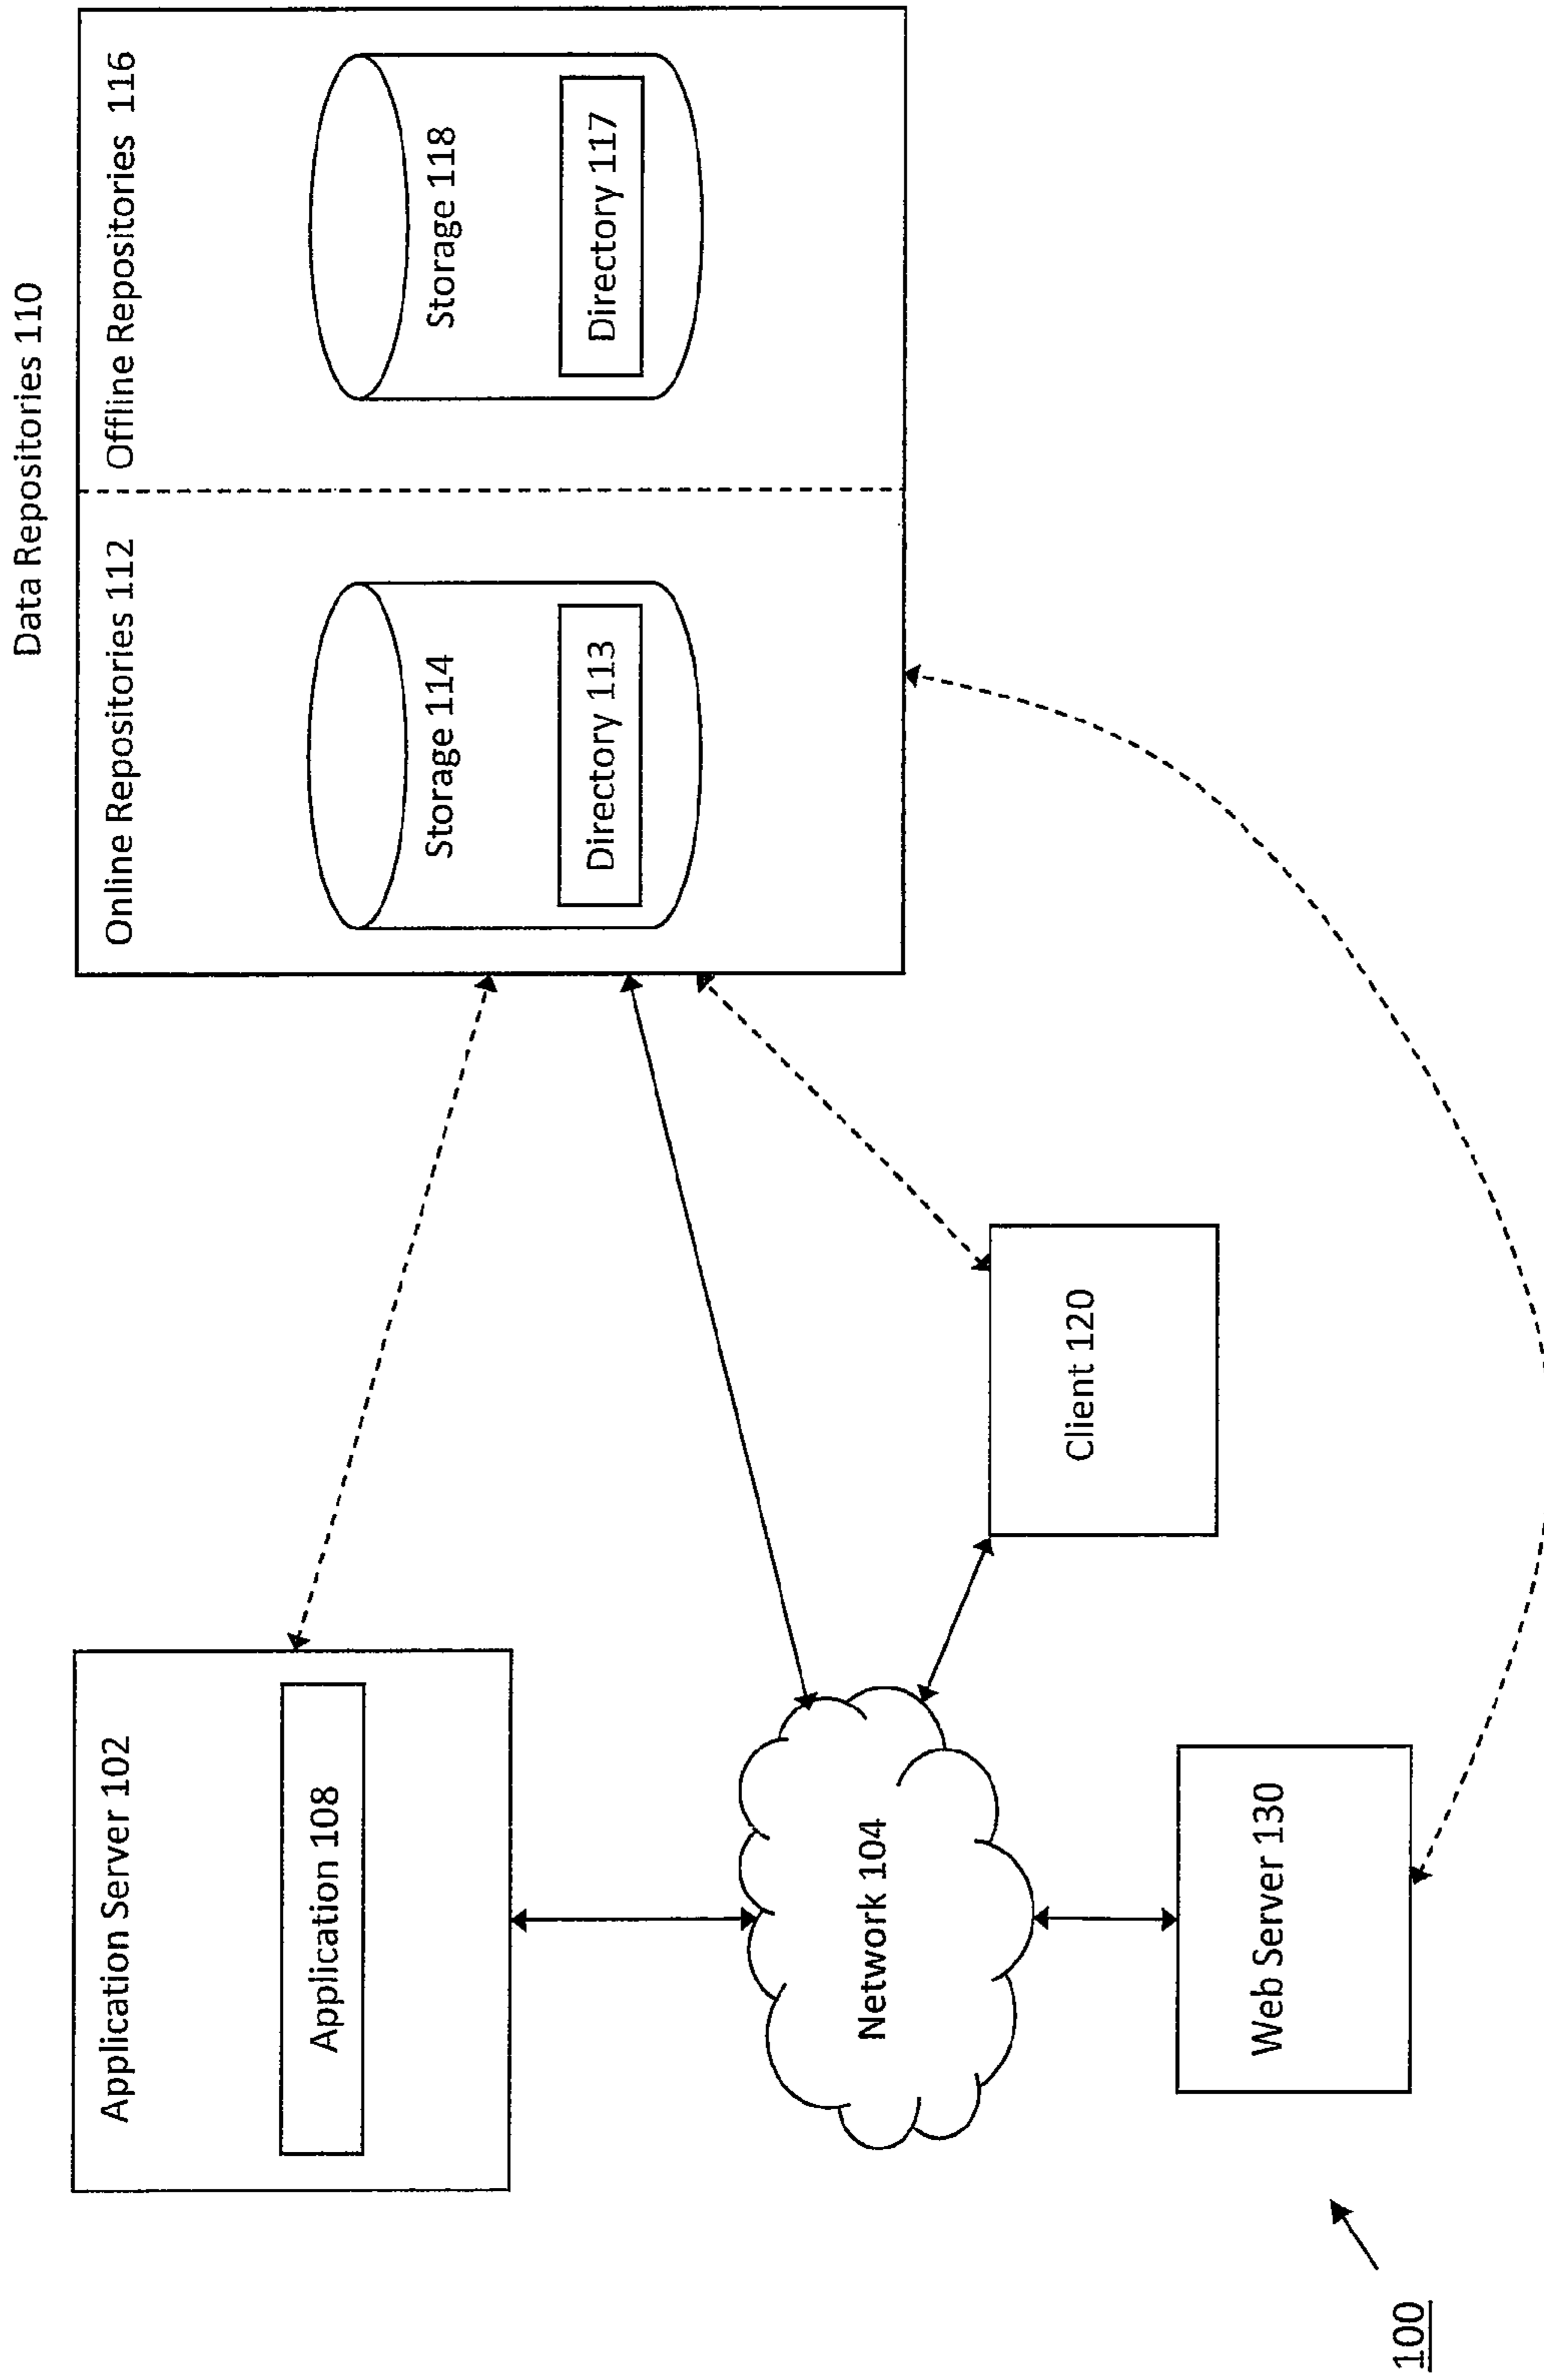 Data Repositories 110
Application Server 102
Application 108
Online Repositories 112
Offline Repositories 116
Storage 114
Directory 113
Storage 118
Directory 117
Network 104
Client 120
Web Server 130
100